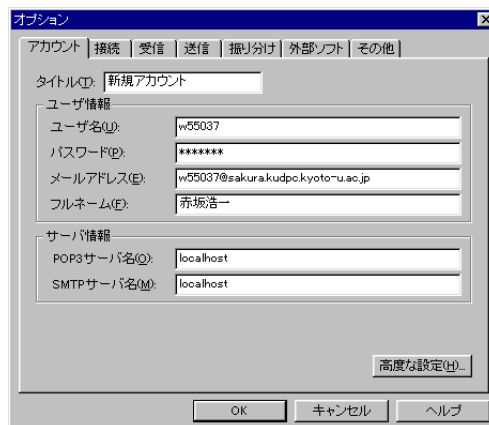 オプション
アカウント 接続 受信 送信 振り分け 外部ソフト その他
タイトル(T): 新規アカウント
ユーザ情報
ユーザ名(U): w55037
パスワード(P): *******
メールアドレス(E): w55037@sakura.kudpc.kyoto-u.ac.jp
フルネーム(F): 赤坂浩一
サーバ情報
POP3サーバ名(O): localhost
SMTPサーバ名(M): localhost
高度な設定(H)...
OK キャンセル ヘルプ